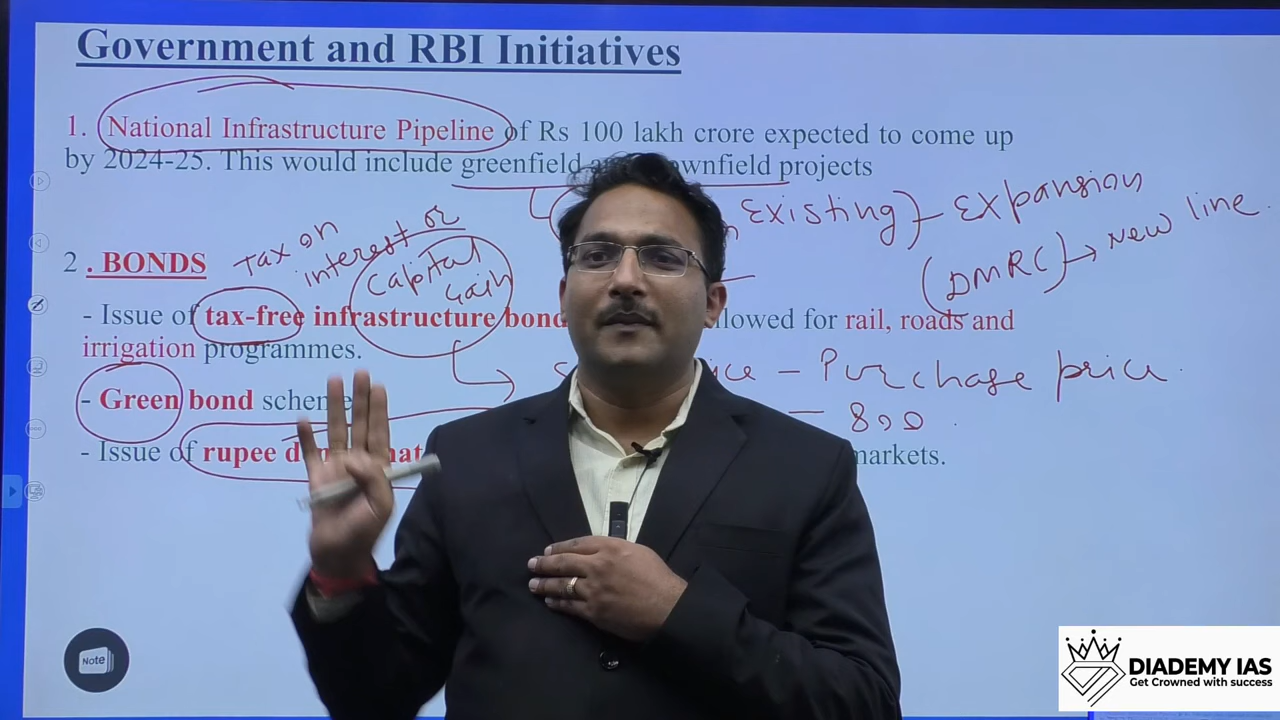 Government and RBI Initiatives
1. National Infrastructure Pipeline of Rs 100 lakh crore expected to come up
by 2024-25. This would include greenfield projects
Existing) - Expansion
(DMRC) → New line
Tax on
interest or
Capital
Gain
2 . BONDS
- Issue of tax-free infrastructure for rail, roads and
irrigation programmes.
- Purchase price
- Green bond
- 800
- Issue of rupee markets.
Note
DIADEMY IAS
Get Crowned with success